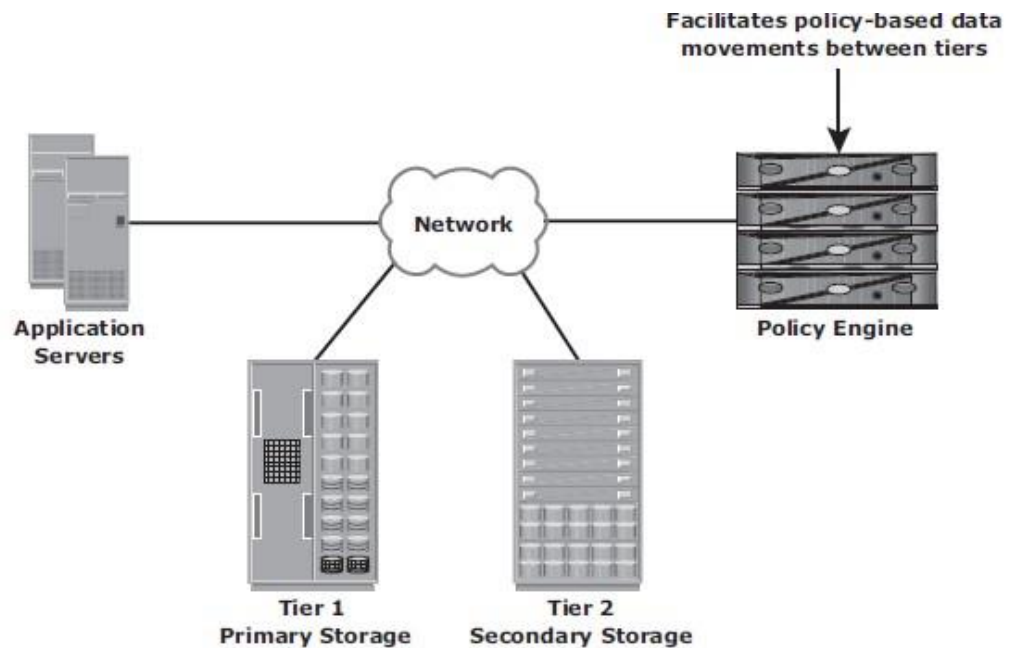 Facilitates policy-based data
movements between tiers
Network
Application
Servers
Policy Engine
Tier 1
Primary Storage
Tier 2
Secondary Storage